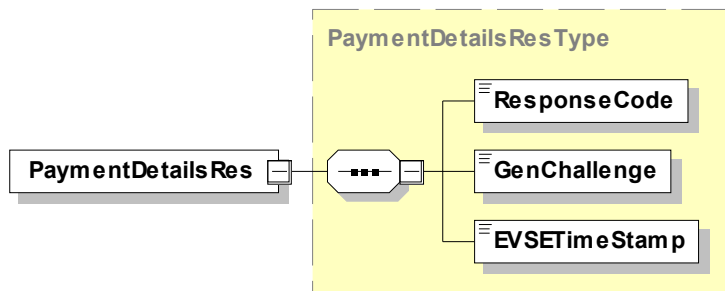 PaymentDetailsResType
ResponseCode
PaymentDetailsRes
GenChallenge
EVSETimeStamp